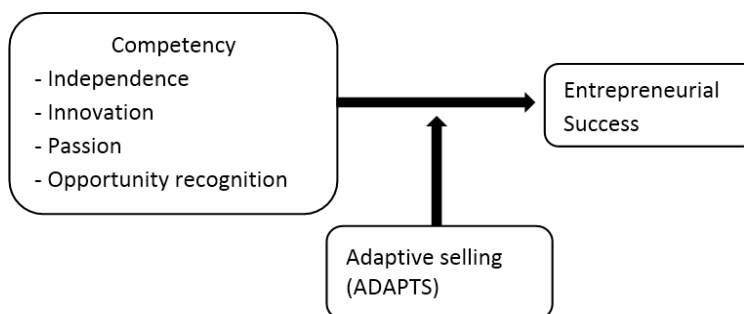 Competency
- Independence
- Innovation
- Passion
- Opportunity recognition
Entrepreneurial
Success
Adaptive selling
(ADAPTS)